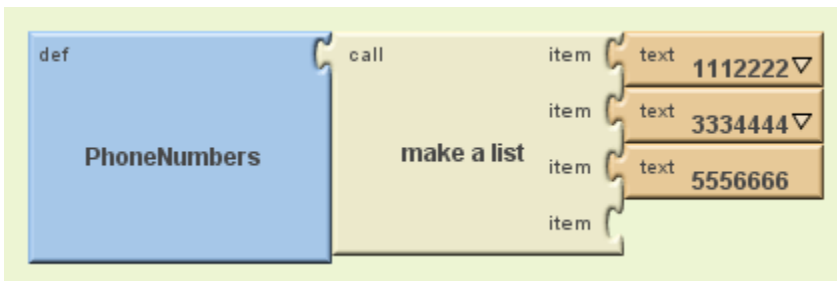 def call item text 1112222
item text 3334444
PhoneNumbers make a list item text 5556666
item